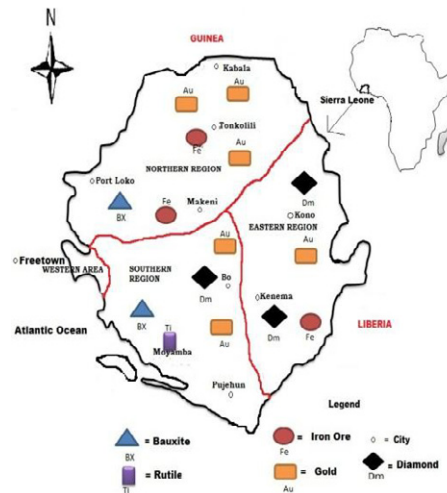 N
GUINEA
Kabala
Au
Au
Sierra Leone
Tonkolili
Fe
Au
NORTHERN REGION
Dm
Port Loko
Fe
Makeni
BX
Kono
EASTERN REGION
Au
Au
Freetown
WESTERN AREA
SOUTHERN
REGION
Bo
Dm
Kenema
BX
Ti
Au
Dm
Fe
LIBERIA
Atlantic Ocean
Moyamba
Pujehun
Legend
= Bauxite
BX
= Iron Ore
Fe
= City
= Rutile
Ti
= Gold
Au
= Diamond
Dm